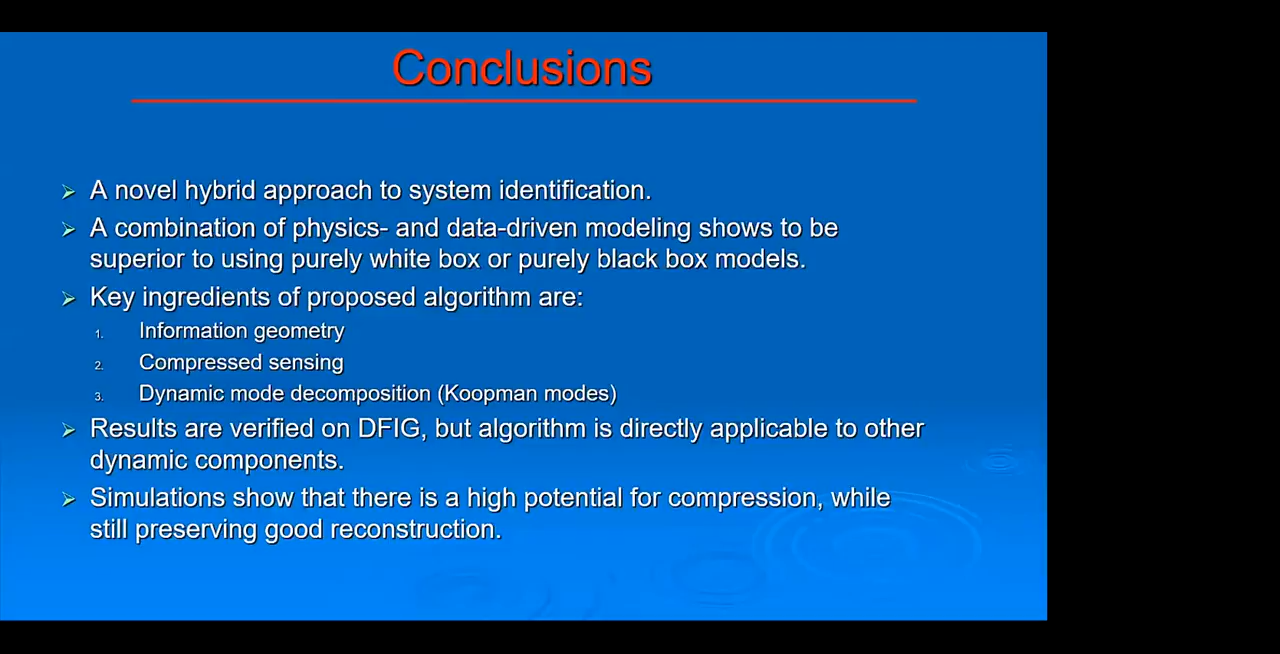 Conclusions
➢ A novel hybrid approach to system identification.
➢ A combination of physics- and data-driven modeling shows to be
superior to using purely white box or purely black box models.
➢ Key ingredients of proposed algorithm are:
1. Information geometry
2. Compressed sensing
3. Dynamic mode decomposition (Koopman modes)
➢ Results are verified on DFIG, but algorithm is directly applicable to other
dynamic components.
➢ Simulations show that there is a high potential for compression, while
still preserving good reconstruction.